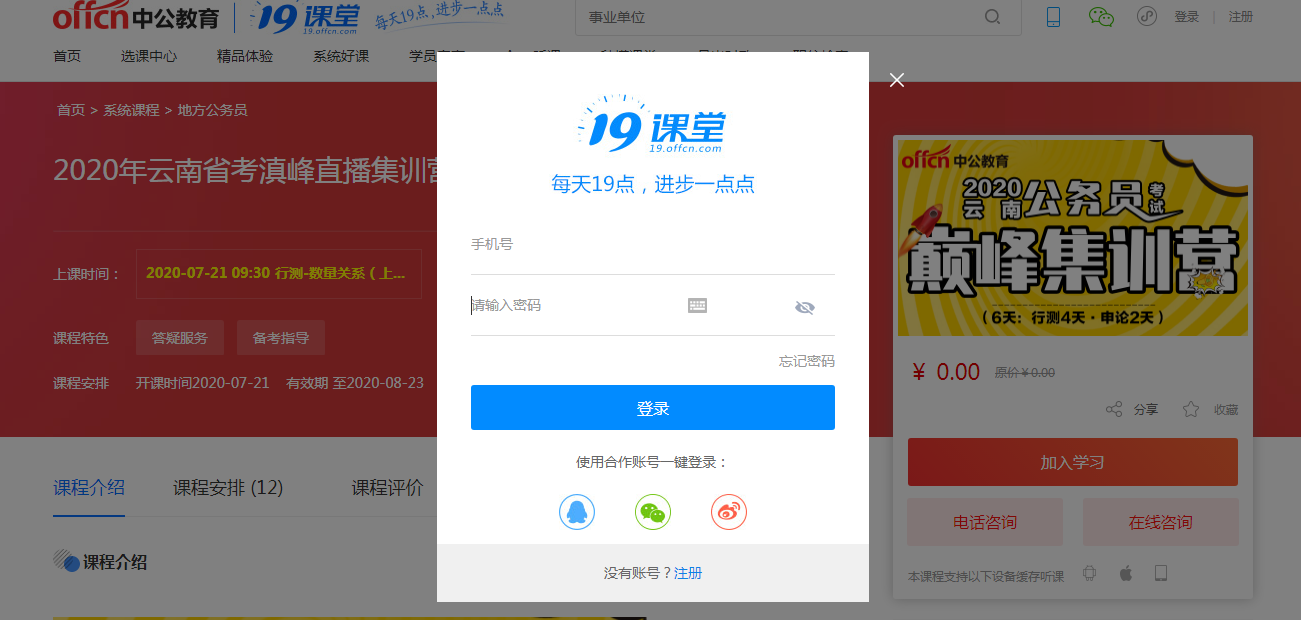 offcn中公教育 19课堂 19.offcn.com 每天19点,进步一点点
事业单位
登录 | 注册
首页 选课中心 精品体验 系统好课
首页 > 系统课程 > 地方公务员
2020年云南省考滇峰直播集训营
上课时间: 2020-07-21 09:30 行测-数量关系(上...
课程特色 答疑服务 备考指导
课程安排 开课时间2020-07-21 有效期 至2020-08-23
课程介绍 课程安排 (12) 课程评价
课程介绍
19课堂
19.offcn.com
每天19点,进步一点点
手机号
请输入密码
忘记密码
登录
使用合作账号一键登录:
没有账号?注册
offcn中公教育
2020公务员考试
云南
巅峰集训营
(6天:行测4天·申论2天)
¥ 0.00 原价¥0.00
分享 收藏
加入学习
电话咨询 在线咨询
本课程支持以下设备缓存听课